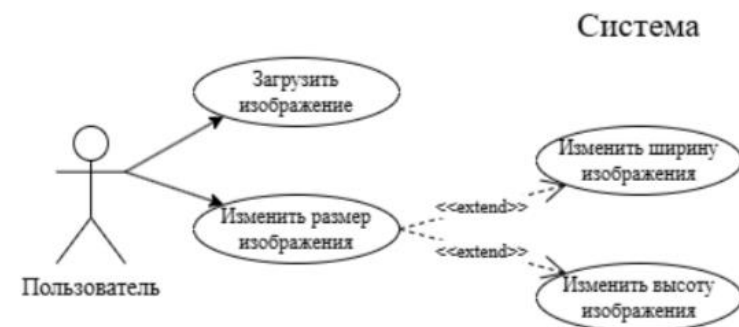 Система
Загрузить
изображение
Изменить ширину
изображения
<<extend>>
Изменить размер
изображения
<<extend>>
Пользователь
Изменить высоту
изображения